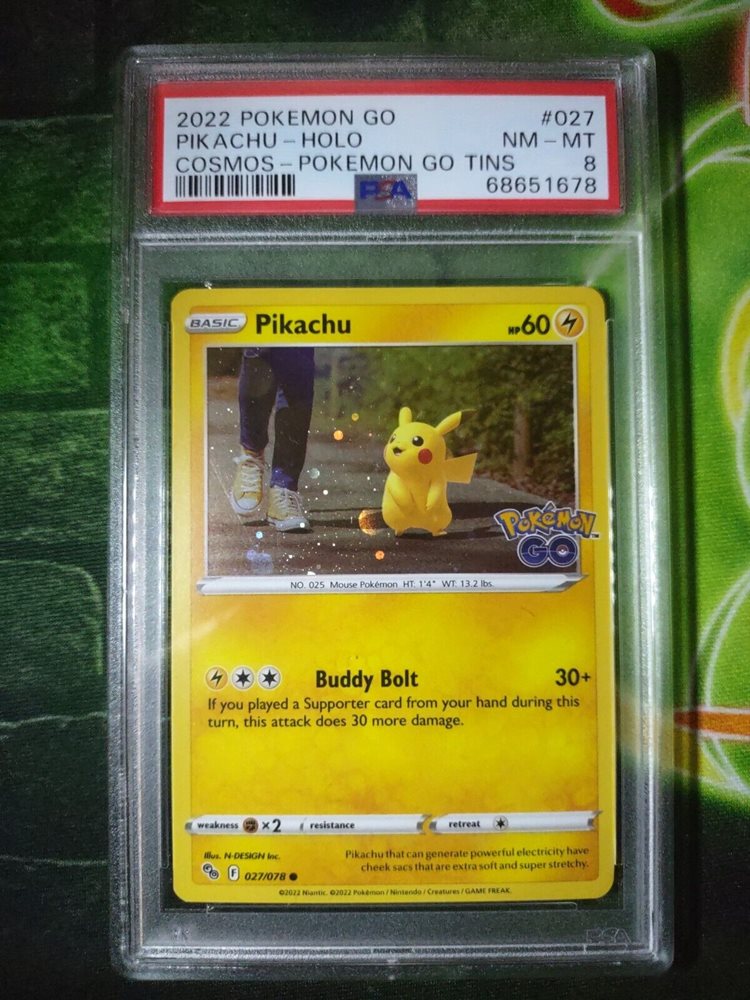 2022 POKEMON GO #027
PIKACHU - HOLO NM - MT
COSMOS - POKEMON GO TINS 8
PSA 68651678
BASIC Pikachu HP60
Pokémon
GO
NO. 025 Mouse Pokémon HT: 1'4" WT: 13.2 lbs.
Buddy Bolt 30+
If you played a Supporter card from your hand during this
turn, this attack does 30 more damage.
weakness ×2 resistance retreat
Illus. N-DESIGN Inc.
Pikachu that can generate powerful electricity have
cheek sacs that are extra soft and super stretchy.
F 027/078
©2022 Niantic. ©2022 Pokémon / Nintendo / Creatures / GAME FREAK.
PSA